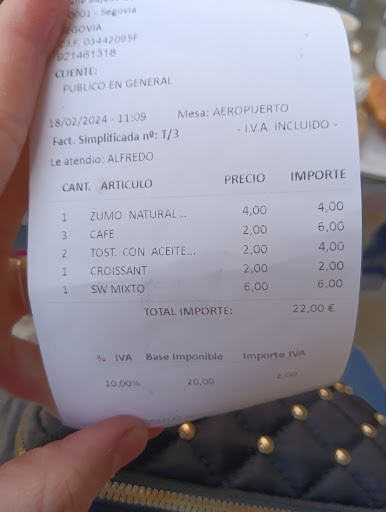 0001 - Segovia
SEGOVIA
C.I.F. 03442095F
921461318
CLIENTE:
PUBLICO EN GENERAL
18/02/2024 - 11:09 Mesa: AEROPUERTO
Fact. Simplificada nº: T/3 - I.V.A. INCLUIDO -
Le atendio: ALFREDO
CANT. ARTICULO PRECIO IMPORTE
1 ZUMO NATURAL... 4,00 4,00
3 CAFE 2,00 6,00
2 TOST. CON ACEITE... 2,00 4,00
1 CROISSANT 2,00 2,00
1 SW MIXTO 6,00 6,00
TOTAL IMPORTE: 22,00 €
% IVA Base Imponible Importe IVA
10,00% 20,00 2,00